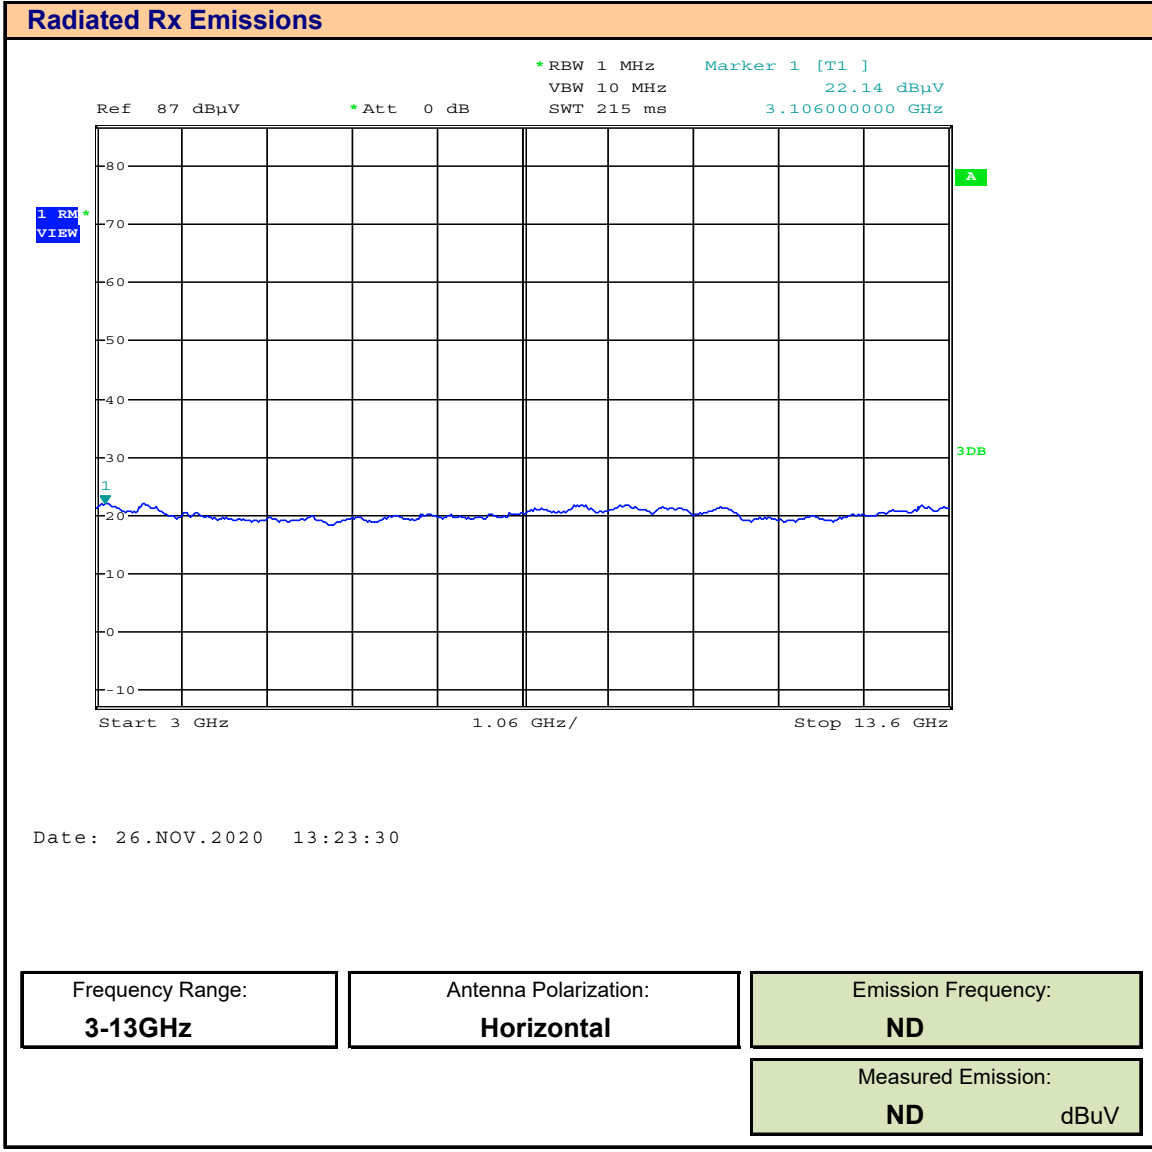 Radiated Rx Emissions
*RBW 1 MHz Marker 1 [T1 ]
VBW 10 MHz 22.14 dBµV
Ref 87 dBµV *Att 0 dB SWT 215 ms 3.106000000 GHz
80
A
1 RM *
VIEW
70
60
50
40
30
3DB
1
20
10
0
-10
Start 3 GHz 1.06 GHz/ Stop 13.6 GHz
Date: 26.NOV.2020 13:23:30
Frequency Range:
3-13GHz
Antenna Polarization:
Horizontal
Emission Frequency:
ND
Measured Emission:
ND dBuV